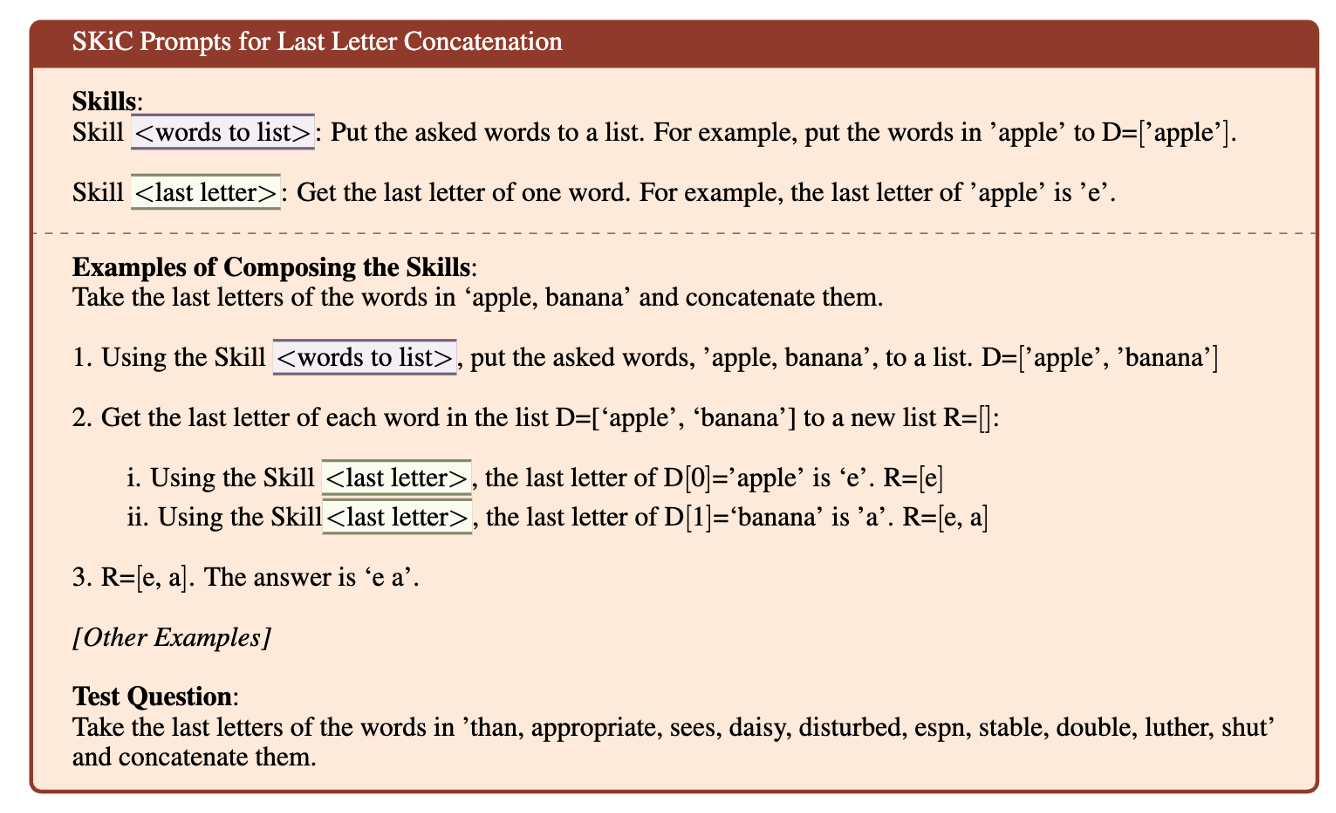 SKiC Prompts for Last Letter Concatenation
Skills:
Skill <words to list>: Put the asked words to a list. For example, put the words in ’apple’ to D=[’apple’].
Skill <last letter>: Get the last letter of one word. For example, the last letter of ’apple’ is ’e’.
Examples of Composing the Skills:
Take the last letters of the words in ‘apple, banana’ and concatenate them.
1. Using the Skill <words to list>, put the asked words, ’apple, banana’, to a list. D=[’apple’, ’banana’]
2. Get the last letter of each word in the list D=[‘apple’, ‘banana’] to a new list R=[]:
i. Using the Skill <last letter>, the last letter of D[0]=’apple’ is ‘e’. R=[e]
ii. Using the Skill <last letter>, the last letter of D[1]=‘banana’ is ’a’. R=[e, a]
3. R=[e, a]. The answer is ‘e a’.
[Other Examples]
Test Question:
Take the last letters of the words in ’than, appropriate, sees, daisy, disturbed, espn, stable, double, luther, shut’
and concatenate them.